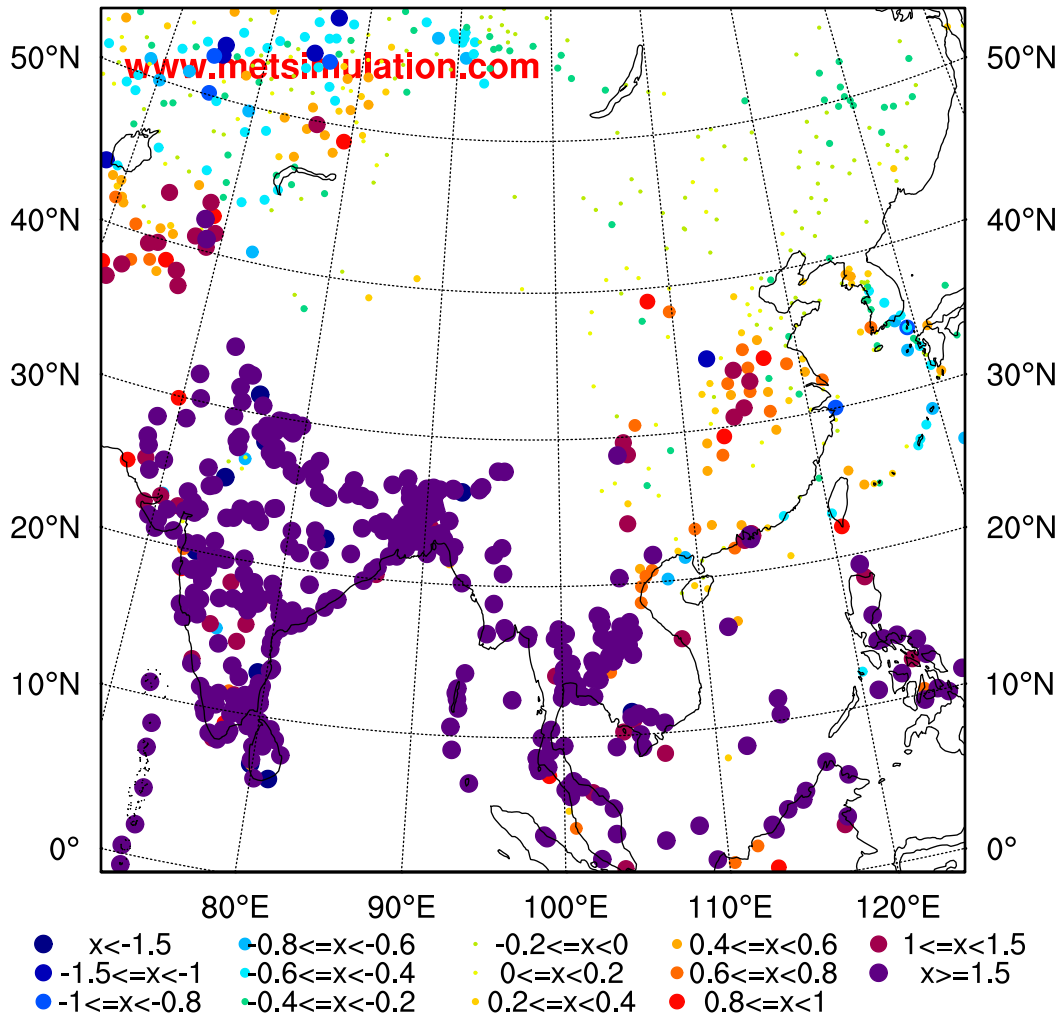 50°N 50°N
www.metsimulation.com
40°N 40°N
30°N 30°N
20°N 20°N
10°N 10°N
0° 0°
80°E 90°E 100°E 110°E 120°E
x<-1.5 -0.8<=x<-0.6 -0.2<=x<0 0.4<=x<0.6 1<=x<1.5
-1.5<=x<-1 -0.6<=x<-0.4 0<=x<0.2 0.6<=x<0.8 x>=1.5
-1<=x<-0.8 -0.4<=x<-0.2 0.2<=x<0.4 0.8<=x<1